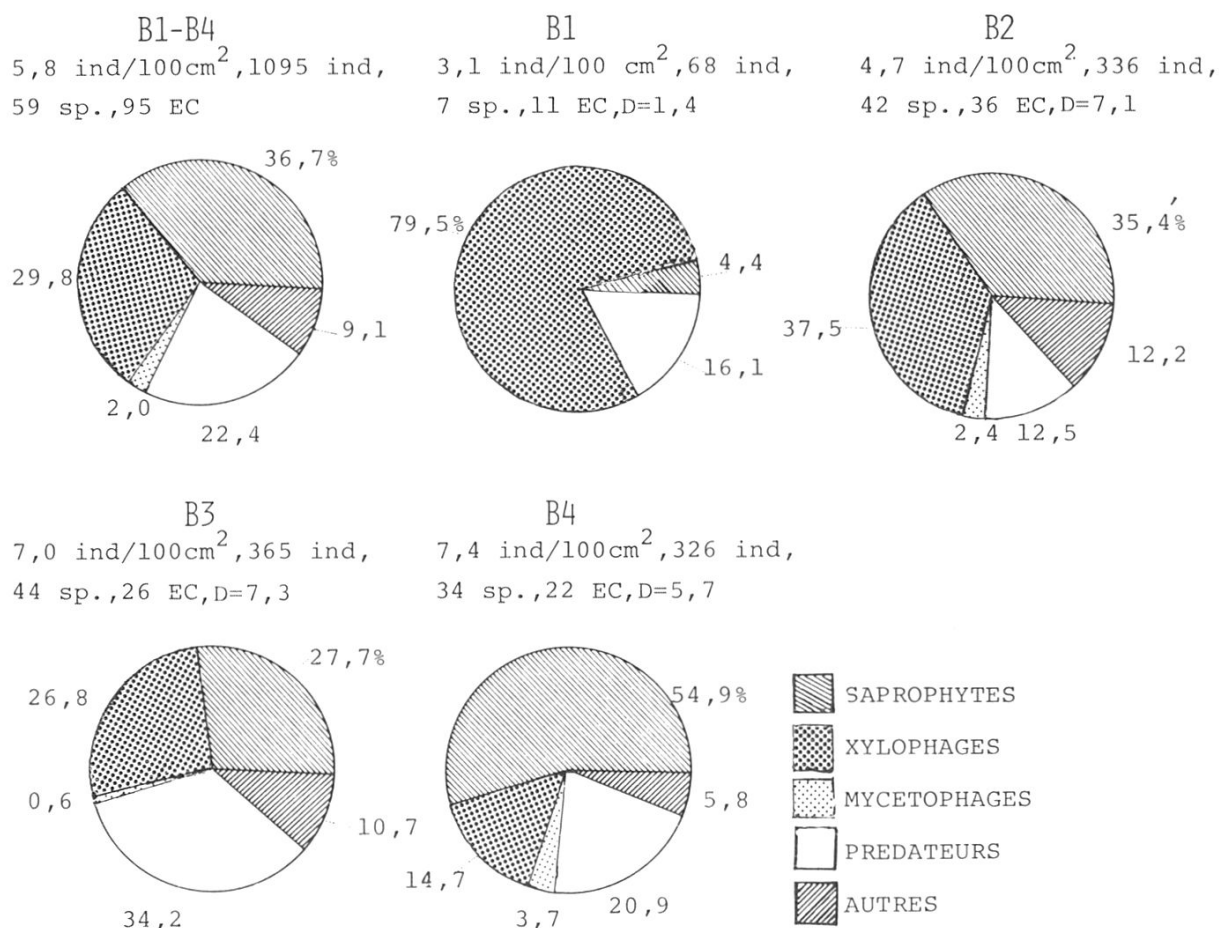 B1-B4
5,8 ind/100cm²,1095 ind,
59 sp.,95 EC
36,7%
29,8
9,1
2,0
22,4
B1
3,1 ind/100 cm²,68 ind,
7 sp.,11 EC,D=1,4
79,5%
4,4
16,1
B2
4,7 ind/100cm²,336 ind,
42 sp.,36 EC,D=7,1
35,4%
37,5
12,2
2,4
12,5
B3
7,0 ind/100cm²,365 ind,
44 sp.,26 EC,D=7,3
27,7%
26,8
0,6
10,7
34,2
B4
7,4 ind/100cm²,326 ind,
34 sp.,22 EC,D=5,7
54,9%
5,8
14,7
3,7
20,9
SAPROPHYTES
XYLOPHAGES
MYCETOPHAGES
PREDATEURS
AUTRES